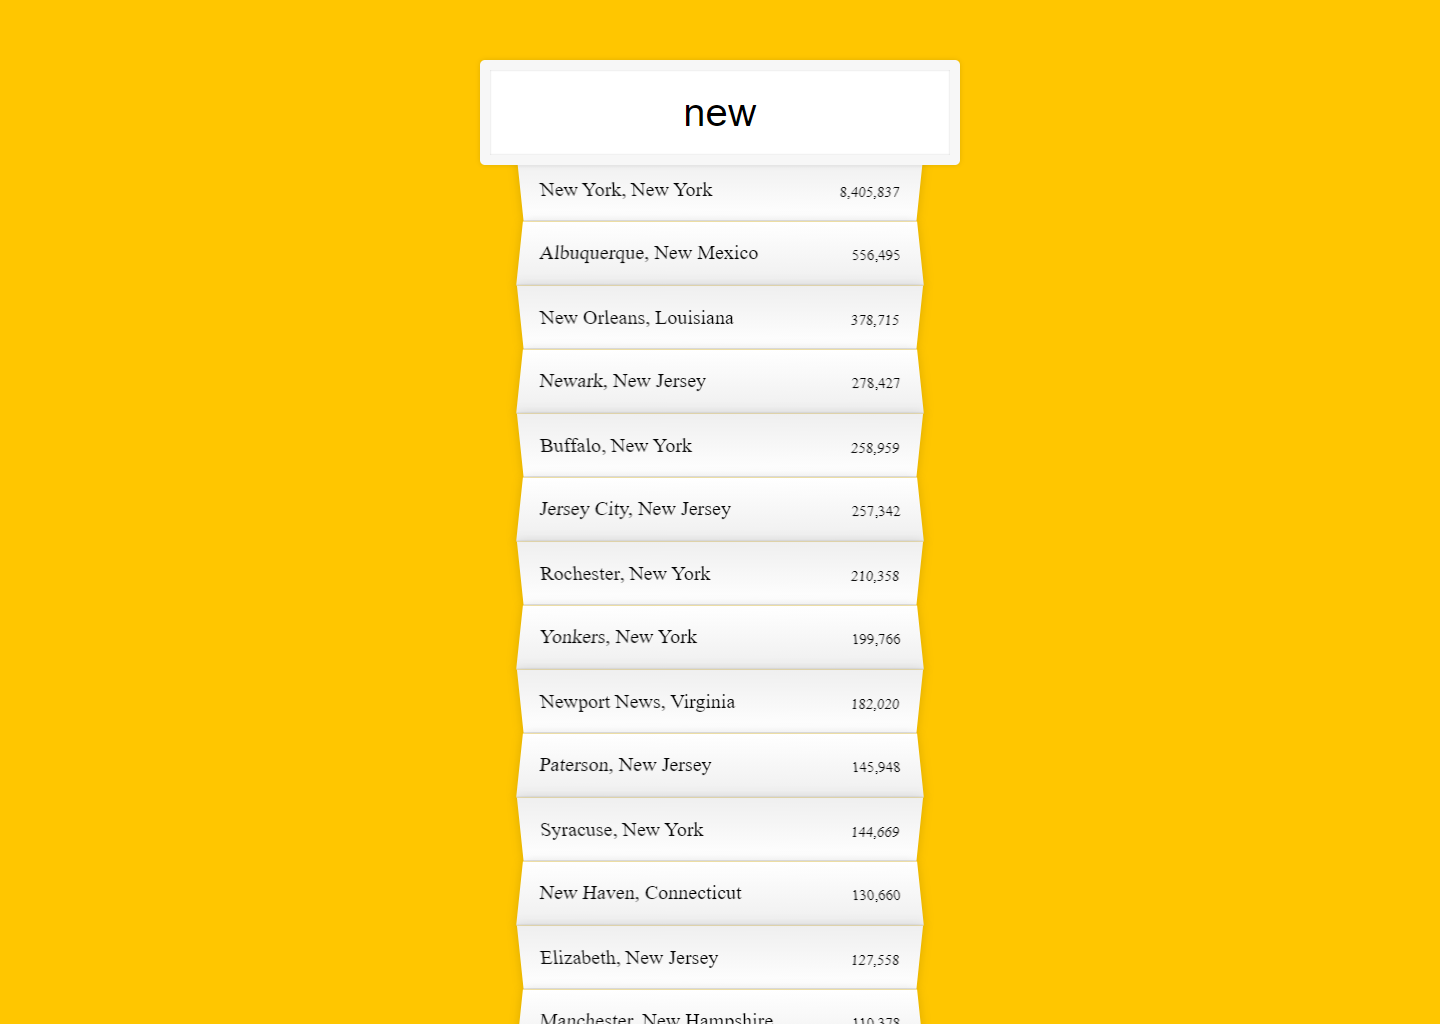 new
New York, New York 8,405,837
Albuquerque, New Mexico 556,495
New Orleans, Louisiana 378,715
Newark, New Jersey 278,427
Buffalo, New York 258,959
Jersey City, New Jersey 257,342
Rochester, New York 210,358
Yonkers, New York 199,766
Newport News, Virginia 182,020
Paterson, New Jersey 145,948
Syracuse, New York 144,669
New Haven, Connecticut 130,660
Elizabeth, New Jersey 127,558
Manchester, New Hampshire 110,378